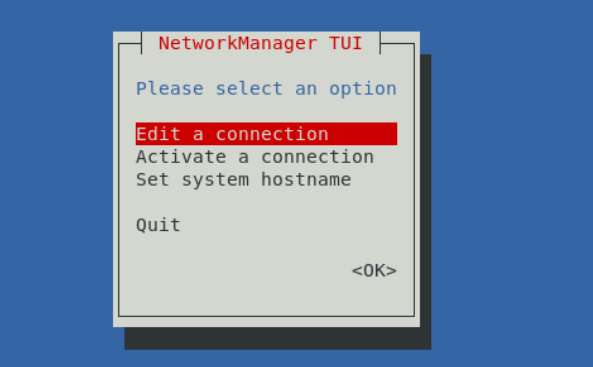 NetworkManager TUI
Please select an option
Edit a connection
Activate a connection
Set system hostname
Quit
<OK>